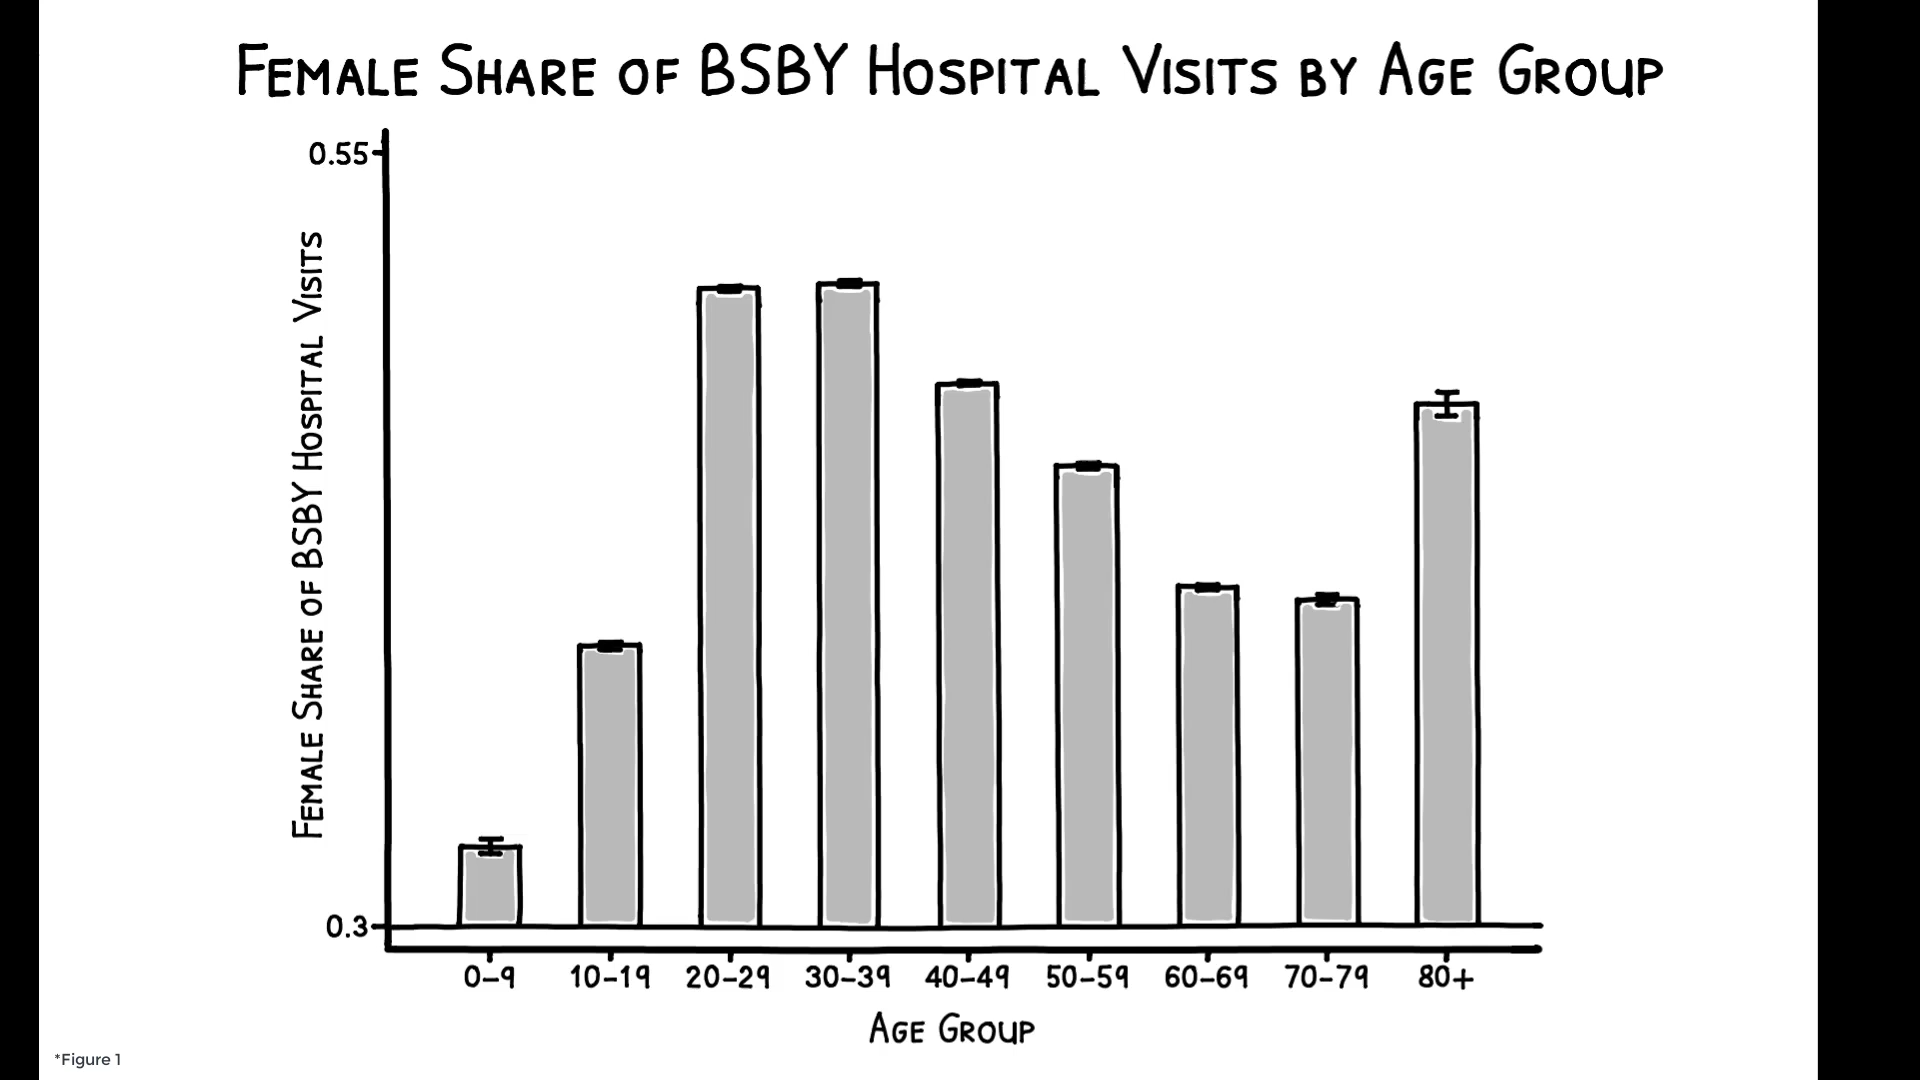 Female Share of BSBY Hospital Visits by Age Group
0.55
Female Share of BSBY Hospital Visits
0.3
0-9 10-19 20-29 30-39 40-49 50-59 60-69 70-79 80+
Age Group
*Figure 1